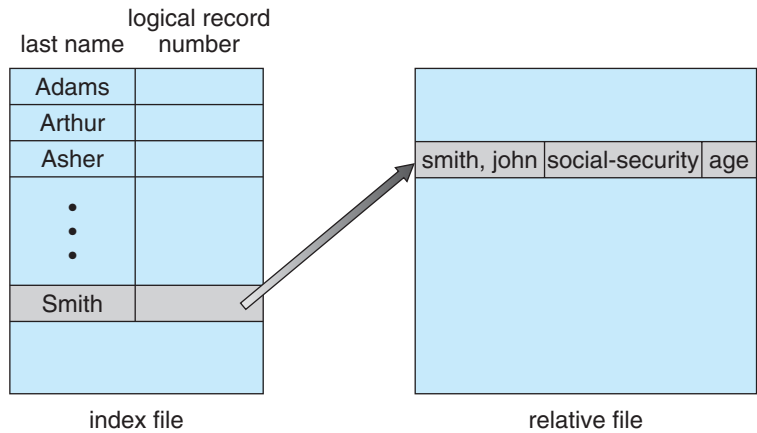 logical record
last name number
Adams
Arthur
Asher
Smith
index file
smith, john social-security age
relative file